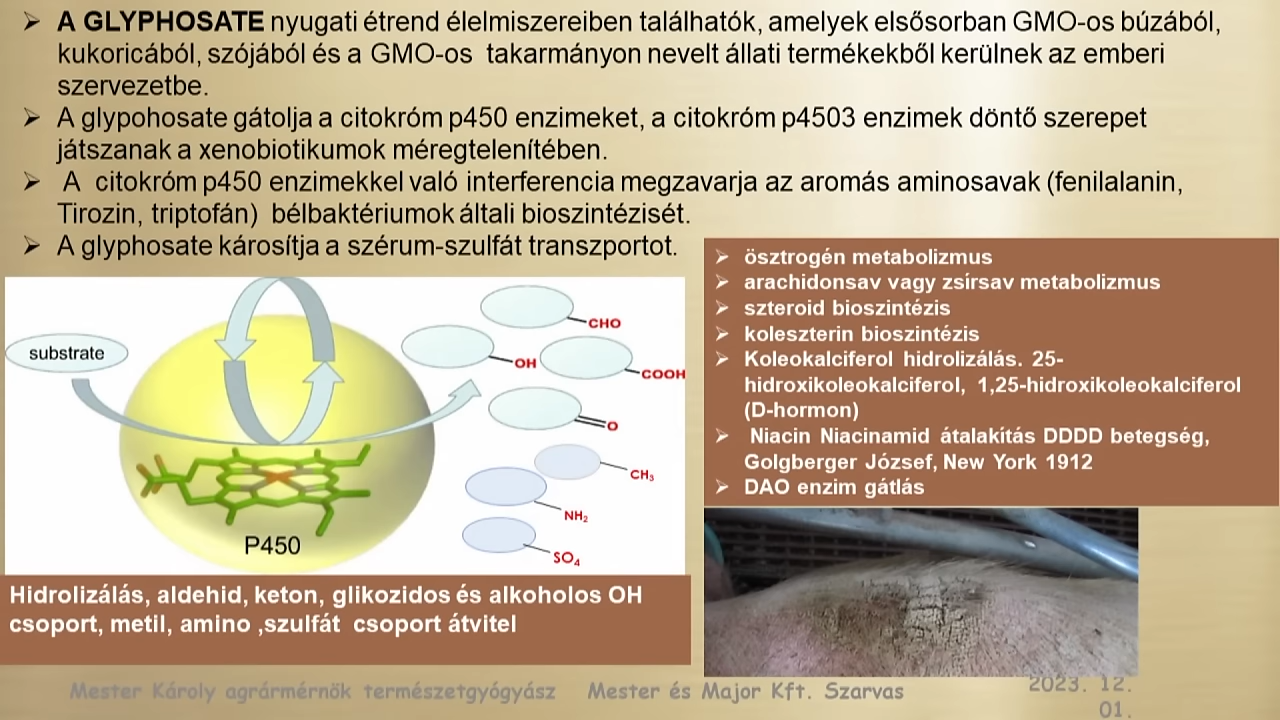 ➢ A GLYPHOSATE nyugati étrend élelmiszereiben találhatók, amelyek elsősorban GMO-os búzából,
kukoricából, szójából és a GMO-os takarmányon nevelt állati termékekből kerülnek az emberi
szervezetbe.
➢ A glypohosate gátolja a citokróm p450 enzimeket, a citokróm p4503 enzimek döntő szerepet
játszanak a xenobiotikumok méregtelenítében.
➢ A citokróm p450 enzimekkel való interferencia megzavarja az aromás aminosavak (fenilalanin,
Tirozin, triptofán) bélbaktériumok általi bioszintézisét.
➢ A glyphosate károsítja a szérum-szulfát transzportot.
substrate
CHO
OH
COOH
O
CH3
NH2
SO4
P450
Hidrolizálás, aldehid, keton, glikozidos és alkoholos OH
csoport, metil, amino ,szulfát csoport átvitel
➢ ösztrogén metabolizmus
➢ arachidonsav vagy zsírsav metabolizmus
➢ szteroid bioszintézis
➢ koleszterin bioszintézis
➢ Koleokalciferol hidrolizálás. 25-
hidroxikoleokalciferol, 1,25-hidroxikoleokalciferol
(D-hormon)
➢ Niacin Niacinamid átalakítás DDDD betegség,
Golgberger József, New York 1912
➢ DAO enzim gátlás
Mester Károly agrármérnök természetgyógyász Mester és Major Kft. Szarvas
2023. 12.
01.